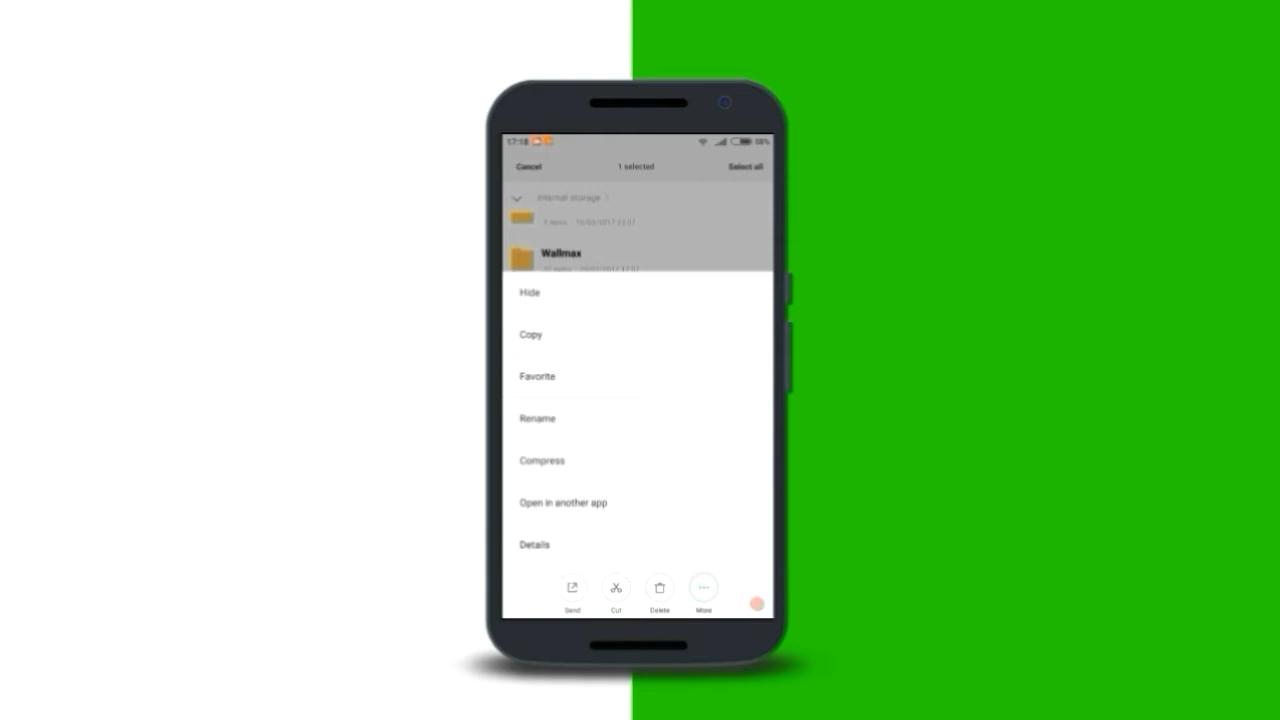 17:18
58%
Cancel
1 selected
Select all
Internal storage
Wallmax
Hide
Copy
Favorite
Rename
Compress
Open in another app
Details
Send
Cut
Delete
More